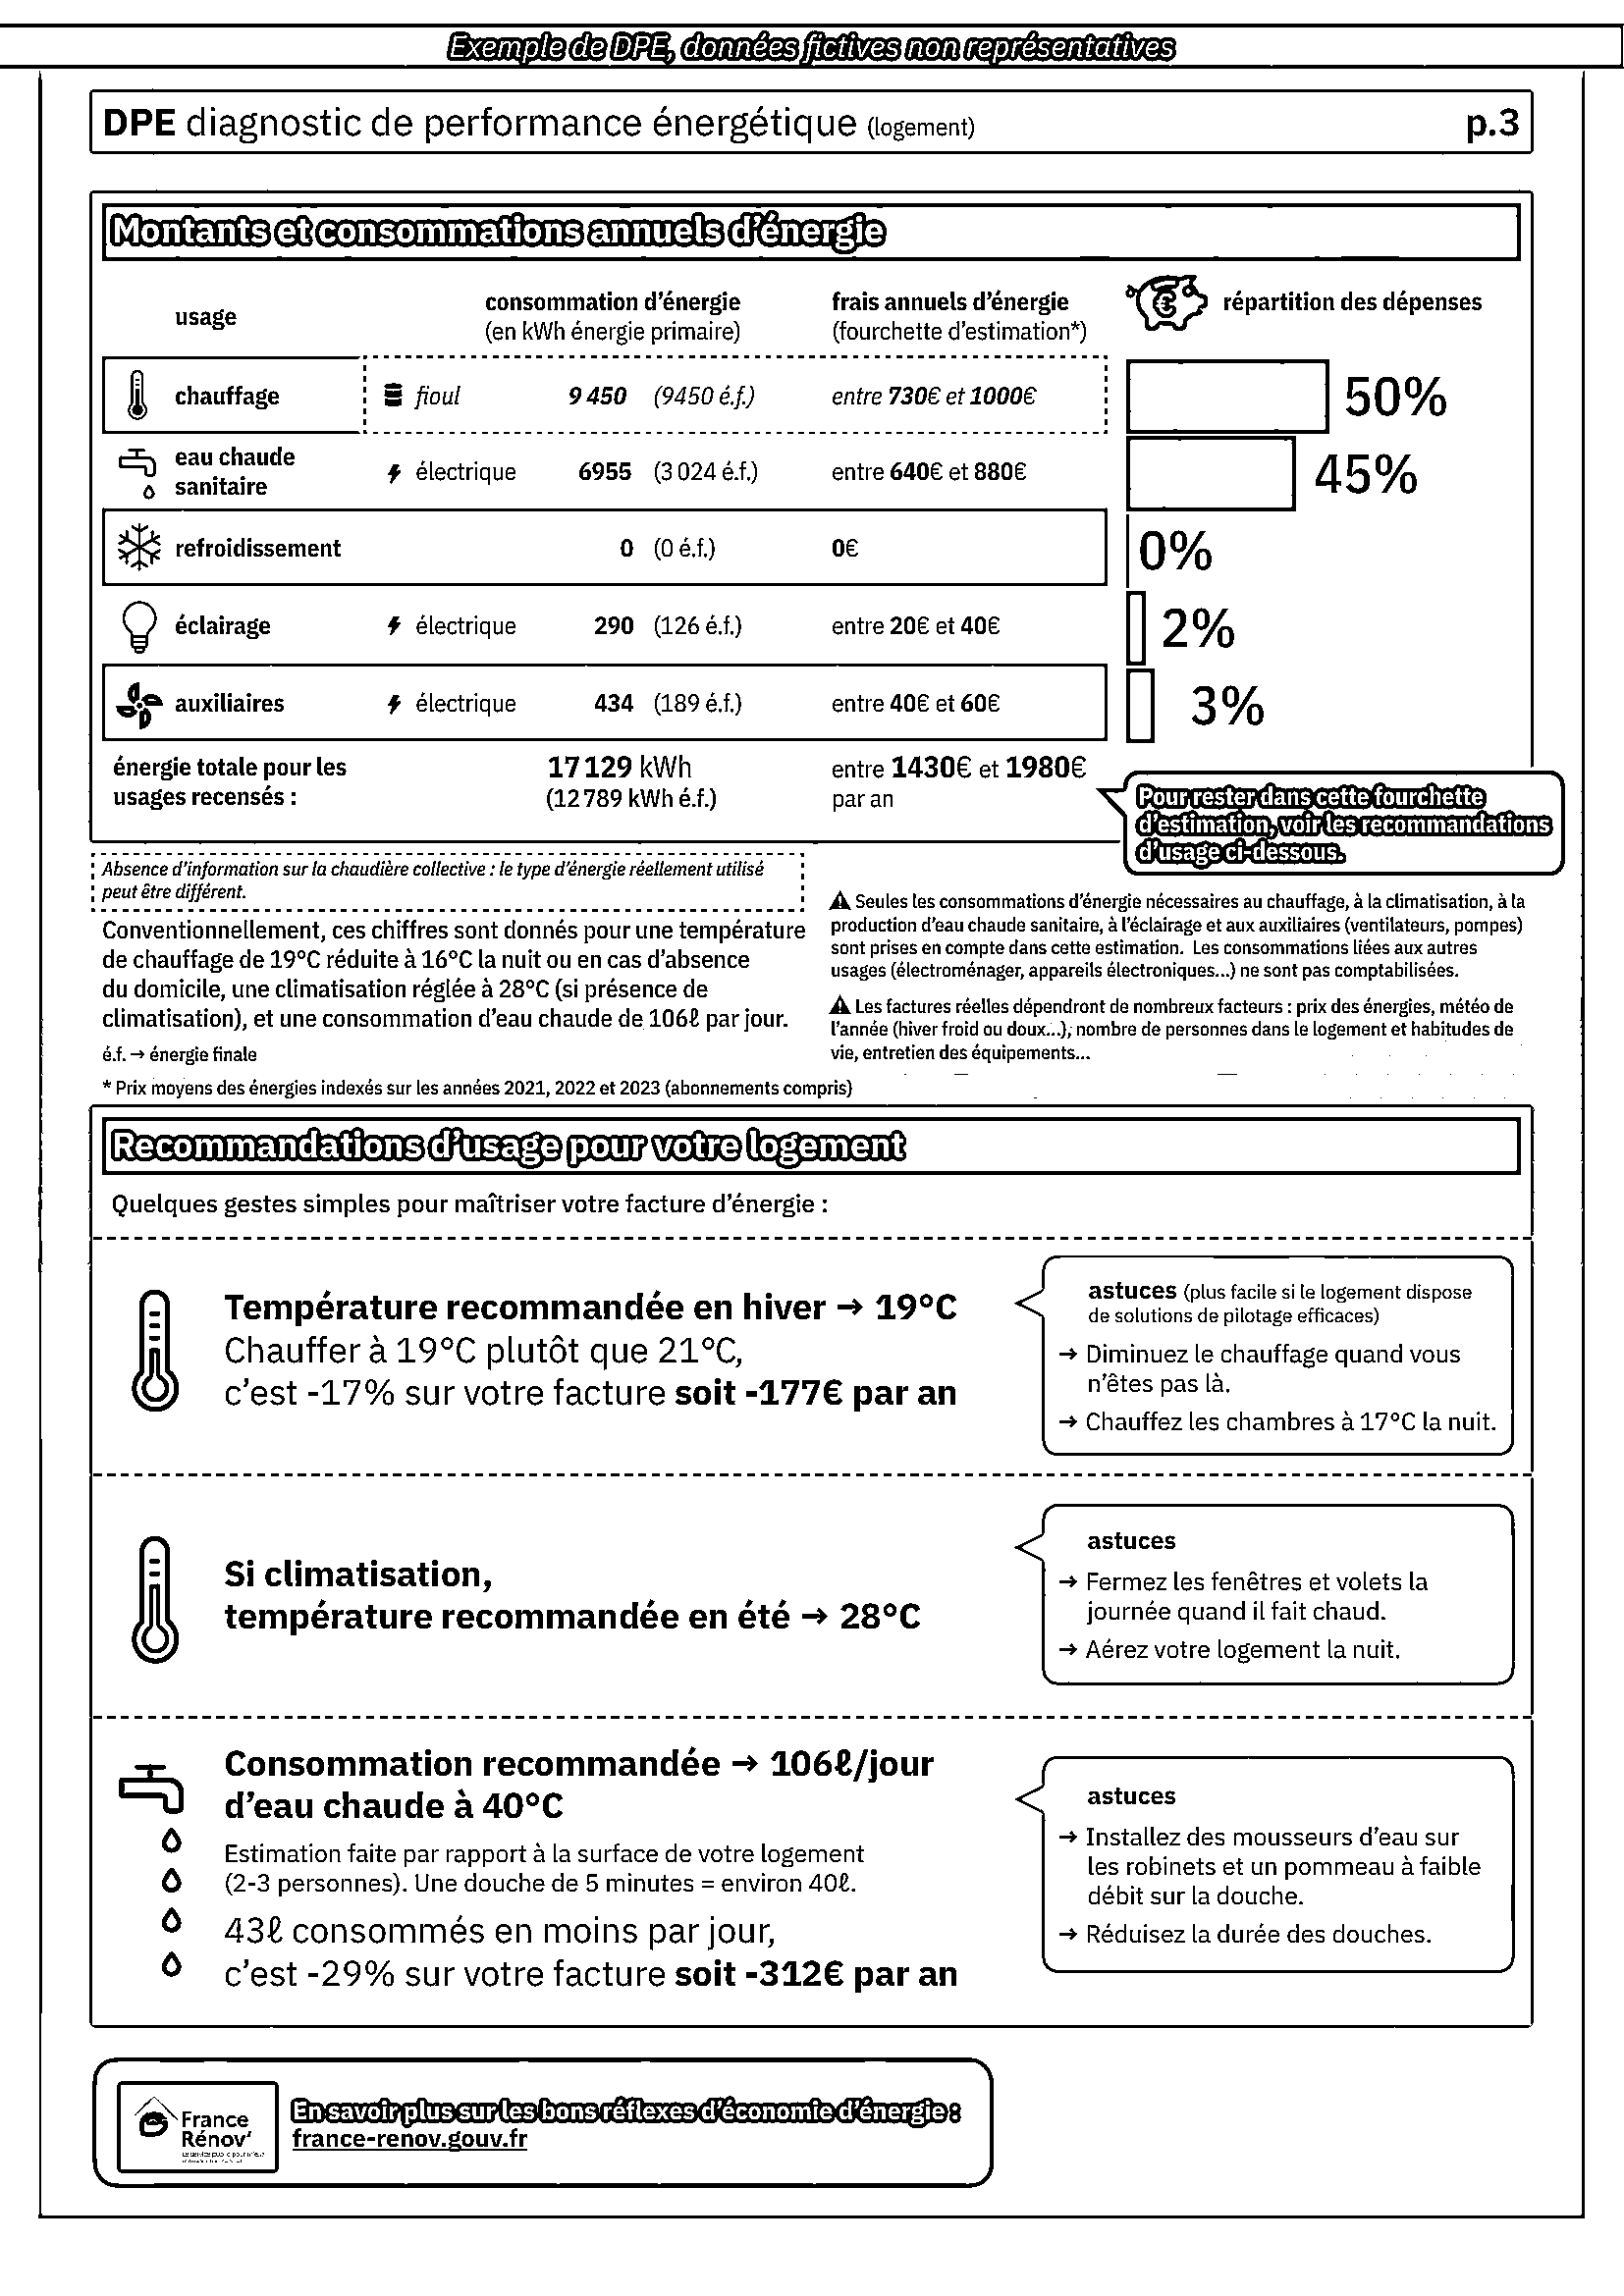 Exemple de DPE, données fictives non représentatives
DPE diagnostic de performance énergétique (logement) p.3
Montants et consommations annuels d'énergie
usage
consommation d'énergie
(en kWh énergie primaire)
frais annuels d'énergie
(fourchette d'estimation*)
répartition des dépenses
chauffage fioul 9 450 (9450 é.f.) entre 730€ et 1000€ 50%
eau chaude
sanitaire
électrique 6955 (3 024 é.f.) entre 640€ et 880€ 45%
refroidissement 0 (0 é.f.) 0€ 0%
éclairage électrique 290 (126 é.f.) entre 20€ et 40€ 2%
auxiliaires électrique 434 (189 é.f.) entre 40€ et 60€ 3%
énergie totale pour les
usages recensés :
17 129 kWh
(12 789 kWh é.f.)
entre 1430€ et 1980€
par an
Pour rester dans cette fourchette
d'estimation, voir les recommandations
d'usage ci-dessous.
Absence d'information sur la chaudière collective : le type d'énergie réellement utilisé
peut être différent.
Conventionnellement, ces chiffres sont donnés pour une température
de chauffage de 19°C réduite à 16°C la nuit ou en cas d'absence
du domicile, une climatisation réglée à 28°C (si présence de
climatisation), et une consommation d'eau chaude de 106ℓ par jour.
é.f. → énergie finale
* Prix moyens des énergies indexés sur les années 2021, 2022 et 2023 (abonnements compris)
⚠ Seules les consommations d'énergie nécessaires au chauffage, à la climatisation, à la
production d'eau chaude sanitaire, à l'éclairage et aux auxiliaires (ventilateurs, pompes)
sont prises en compte dans cette estimation. Les consommations liées aux autres
usages (électroménager, appareils électroniques...) ne sont pas comptabilisées.
⚠ Les factures réelles dépendront de nombreux facteurs : prix des énergies, météo de
l'année (hiver froid ou doux...), nombre de personnes dans le logement et habitudes de
vie, entretien des équipements...
Recommandations d'usage pour votre logement
Quelques gestes simples pour maîtriser votre facture d'énergie :
Température recommandée en hiver → 19°C
Chauffer à 19°C plutôt que 21°C,
c'est -17% sur votre facture soit -177€ par an
astuces (plus facile si le logement dispose
de solutions de pilotage efficaces)
→ Diminuez le chauffage quand vous
n'êtes pas là.
→ Chauffez les chambres à 17°C la nuit.
Si climatisation,
température recommandée en été → 28°C
astuces
→ Fermez les fenêtres et volets la
journée quand il fait chaud.
→ Aérez votre logement la nuit.
Consommation recommandée → 106ℓ/jour
d'eau chaude à 40°C
Estimation faite par rapport à la surface de votre logement
(2-3 personnes). Une douche de 5 minutes = environ 40ℓ.
43ℓ consommés en moins par jour,
c'est -29% sur votre facture soit -312€ par an
astuces
→ Installez des mousseurs d'eau sur
les robinets et un pommeau à faible
débit sur la douche.
→ Réduisez la durée des douches.
France
Rénov'
En savoir plus sur les bons réflexes d'économie d'énergie :
france-renov.gouv.fr